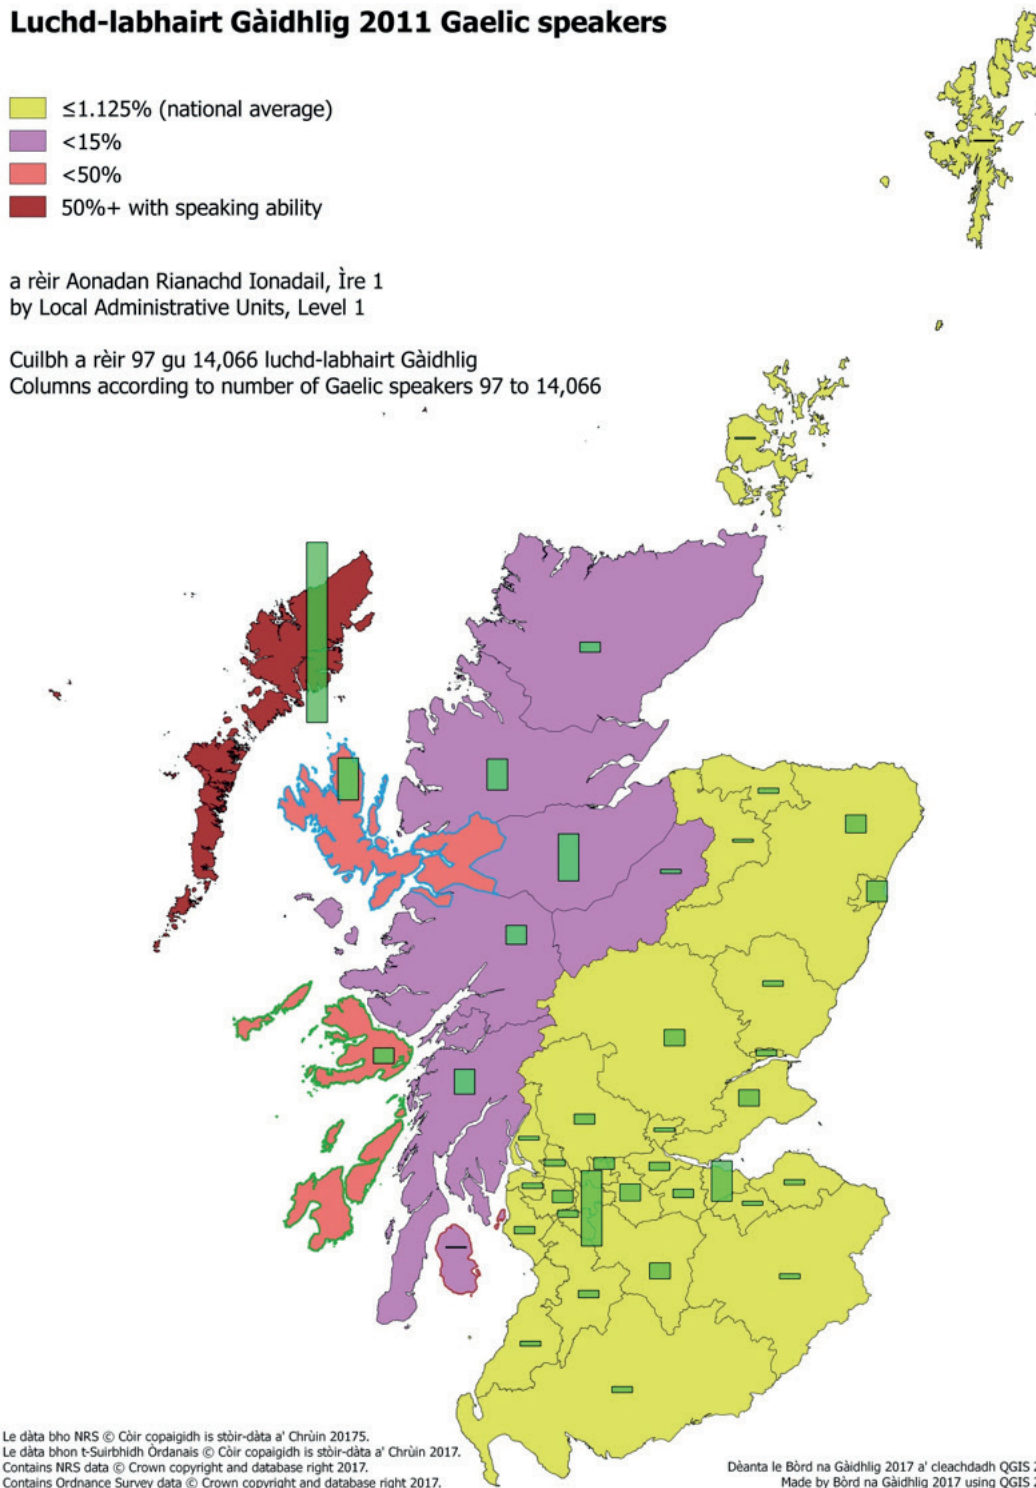 Luchd-labhairt Gàidhlig 2011 Gaelic speakers
≤1.125% (national average)
<15%
<50%
50%+ with speaking ability
a rèir Aonadan Rianachd Ionadail, Ìre 1
by Local Administrative Units, Level 1
Cuilbh a rèir 97 gu 14,066 luchd-labhairt Gàidhlig
Columns according to number of Gaelic speakers 97 to 14,066
Le dàta bho NRS © Còir copaigidh is stòir-dàta a' Chrùin 20175.
Le dàta bhon t-Suirbhidh Òrdanais © Còir copaigidh is stòir-dàta a' Chrùin 2017.
Contains NRS data © Crown copyright and database right 2017.
Contains Ordnance Survey data © Crown copyright and database right 2017.
Dèanta le Bòrd na Gàidhlig 2017 a' cleachdadh QGIS 2
Made by Bòrd na Gàidhlig 2017 using QGIS 2